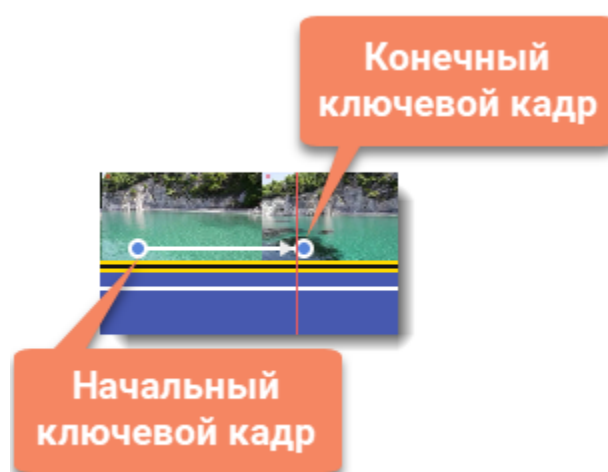 Конечный
ключевой кадр
Начальный
ключевой кадр